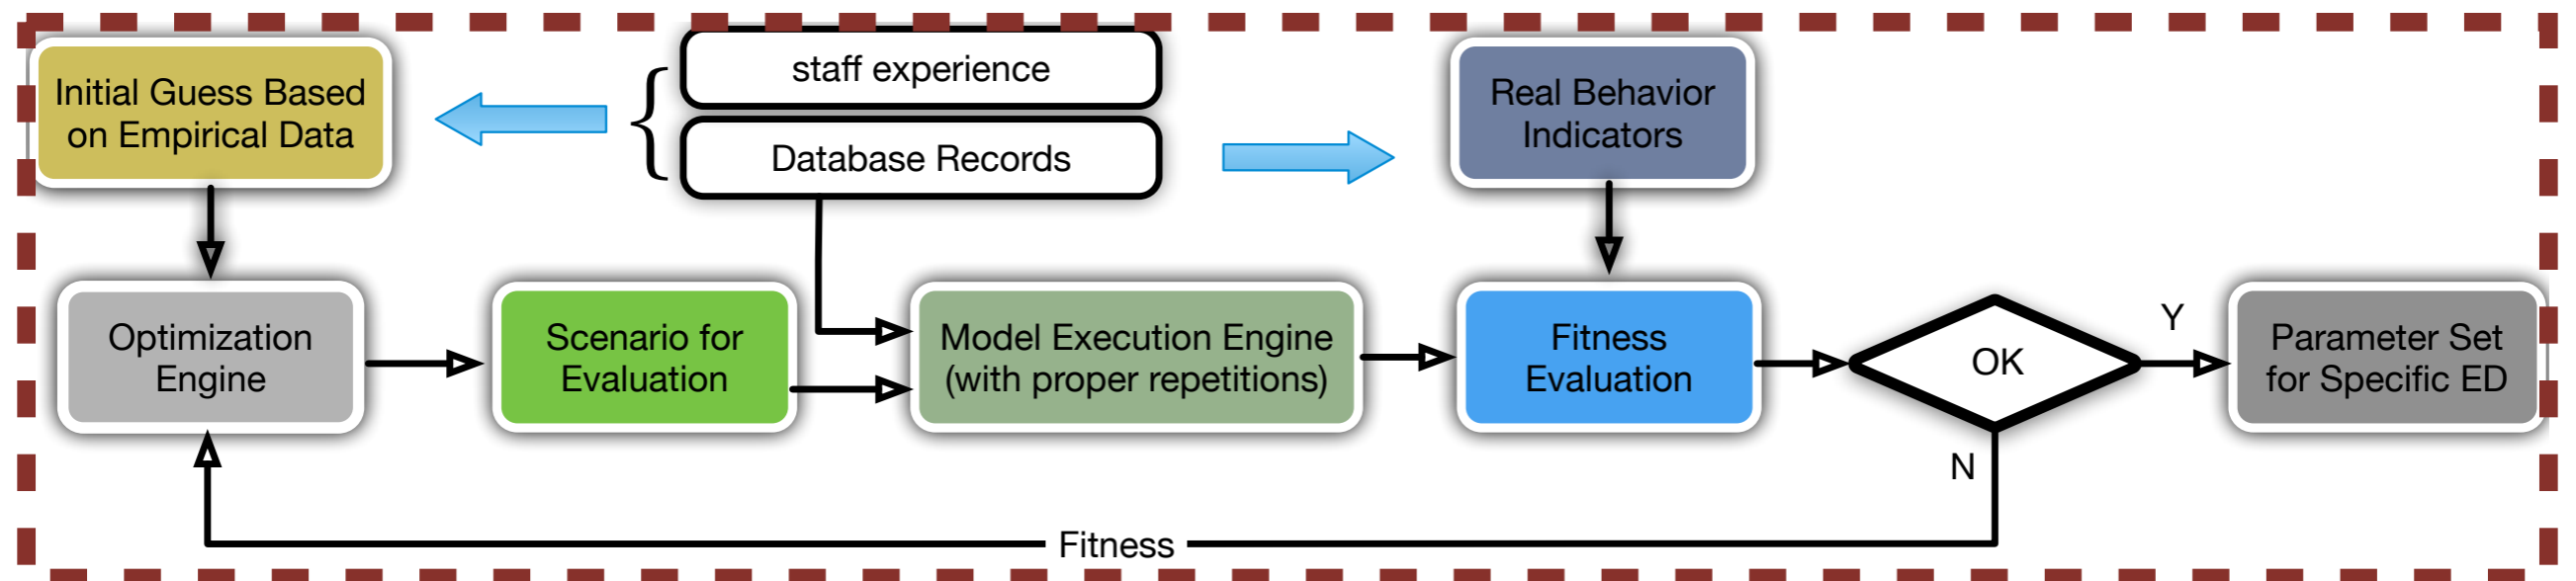 Initial Guess Based
on Empirical Data
staff experience
Database Records
Real Behavior
Indicators
Optimization
Engine
Scenario for
Evaluation
Model Execution Engine
(with proper repetitions)
Fitness
Evaluation
OK
Y
Parameter Set
for Specific ED
N
Fitness